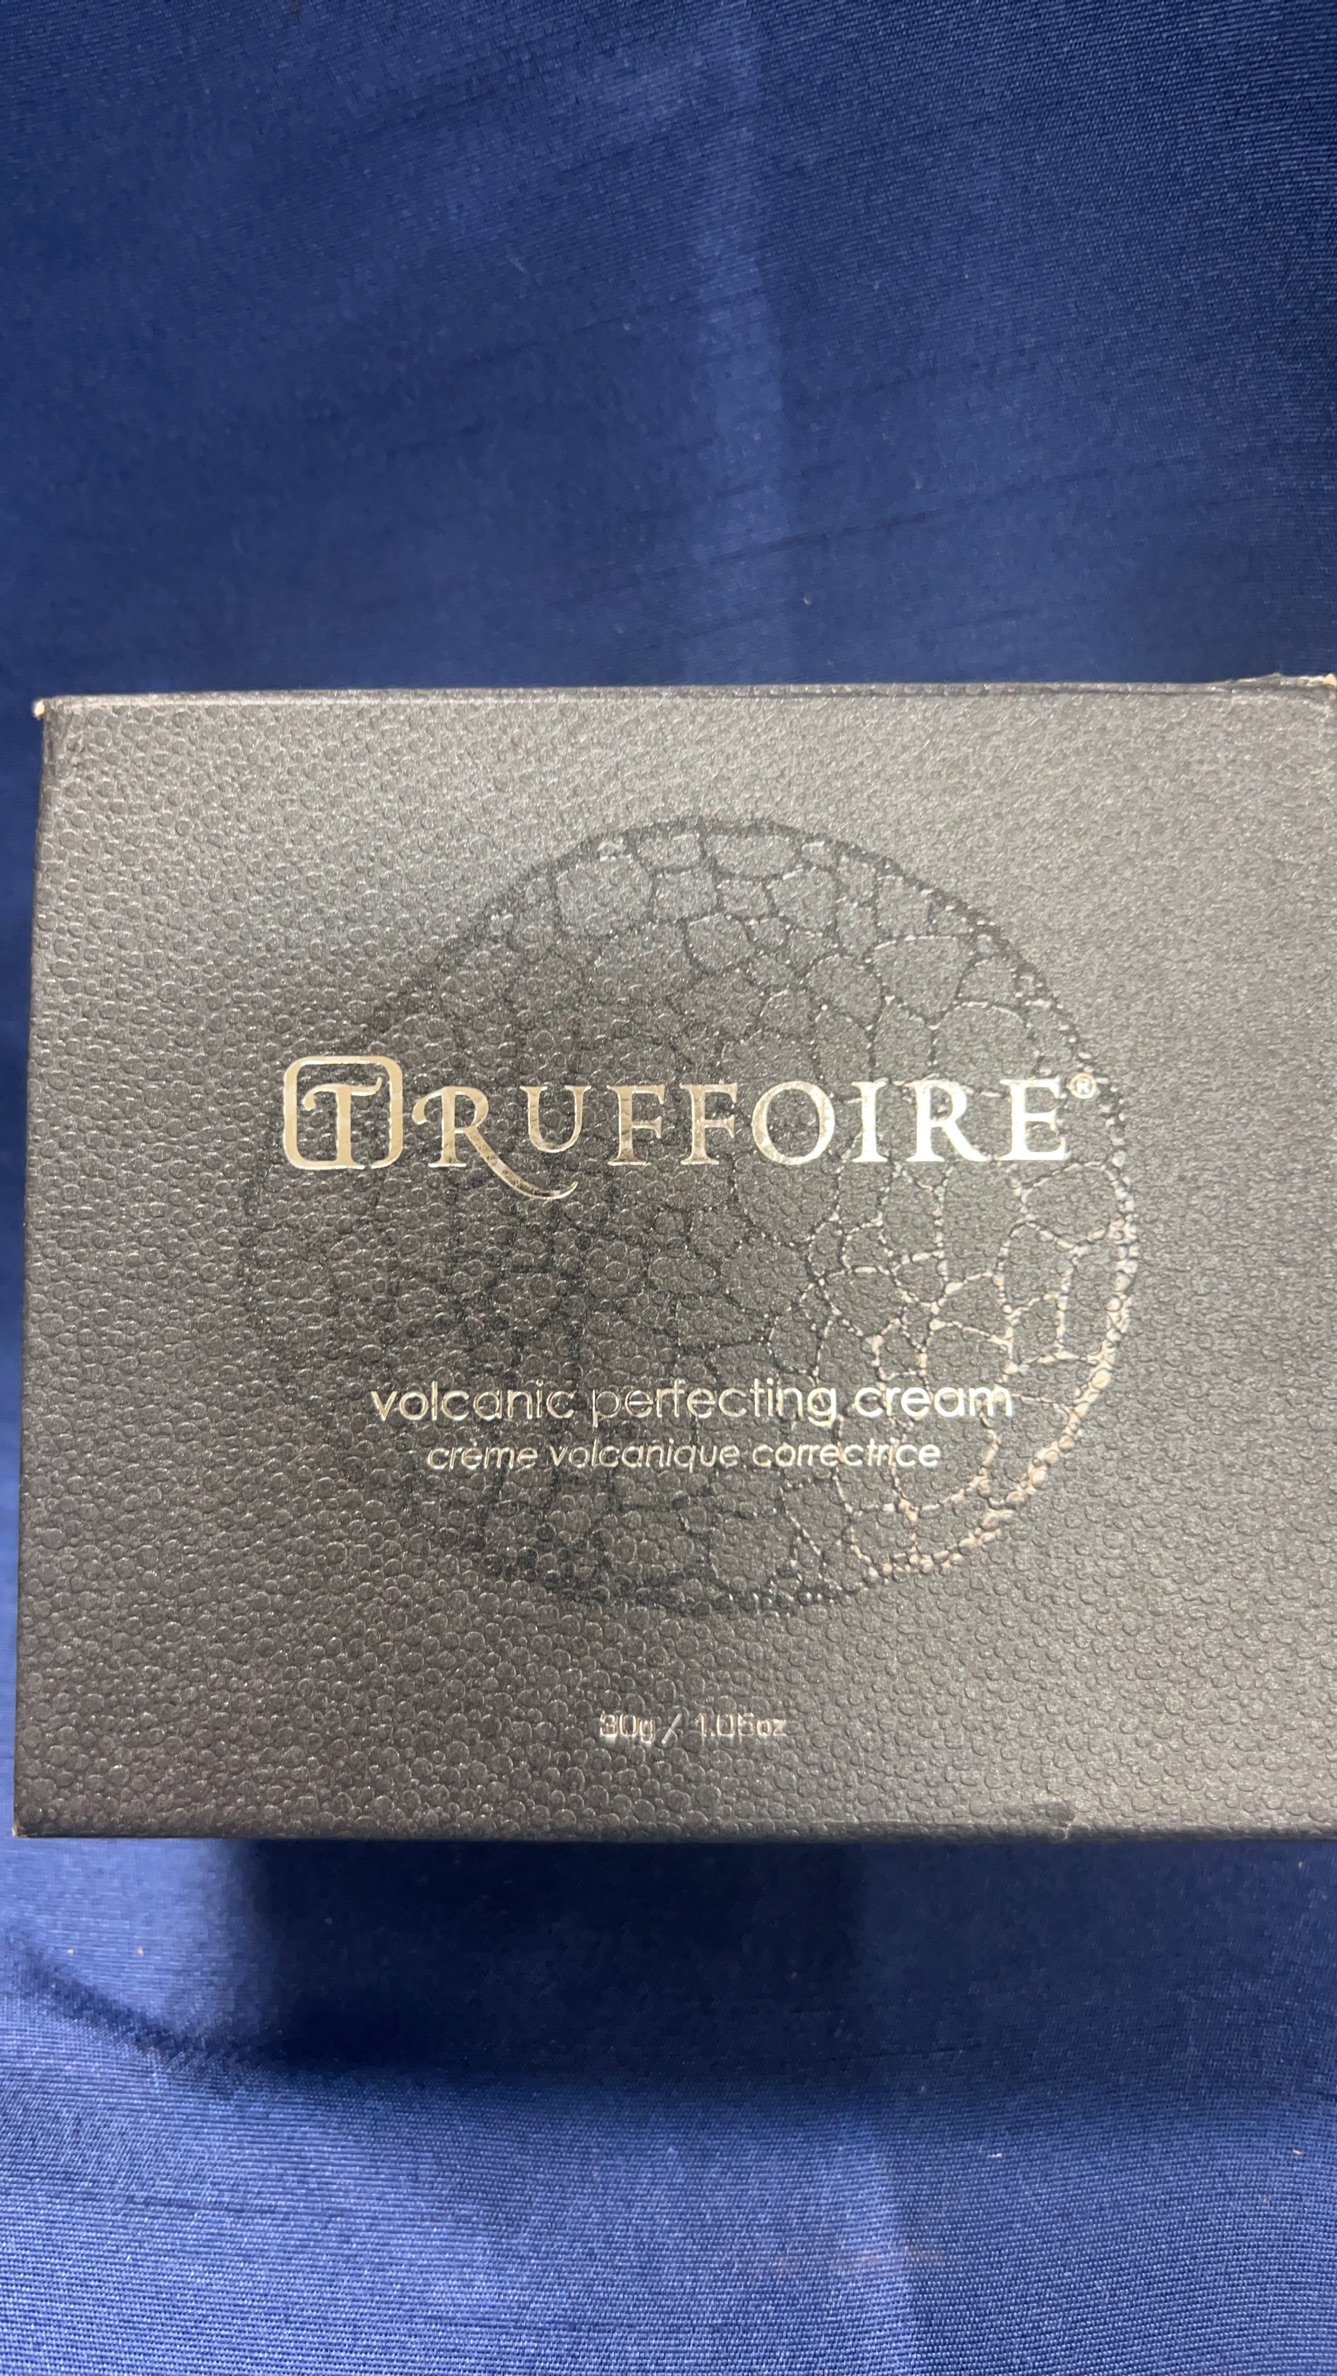 TRUFFOIRE®
volcanic perfecting cream
crème volcanique correctrice
30g / 1.05oz